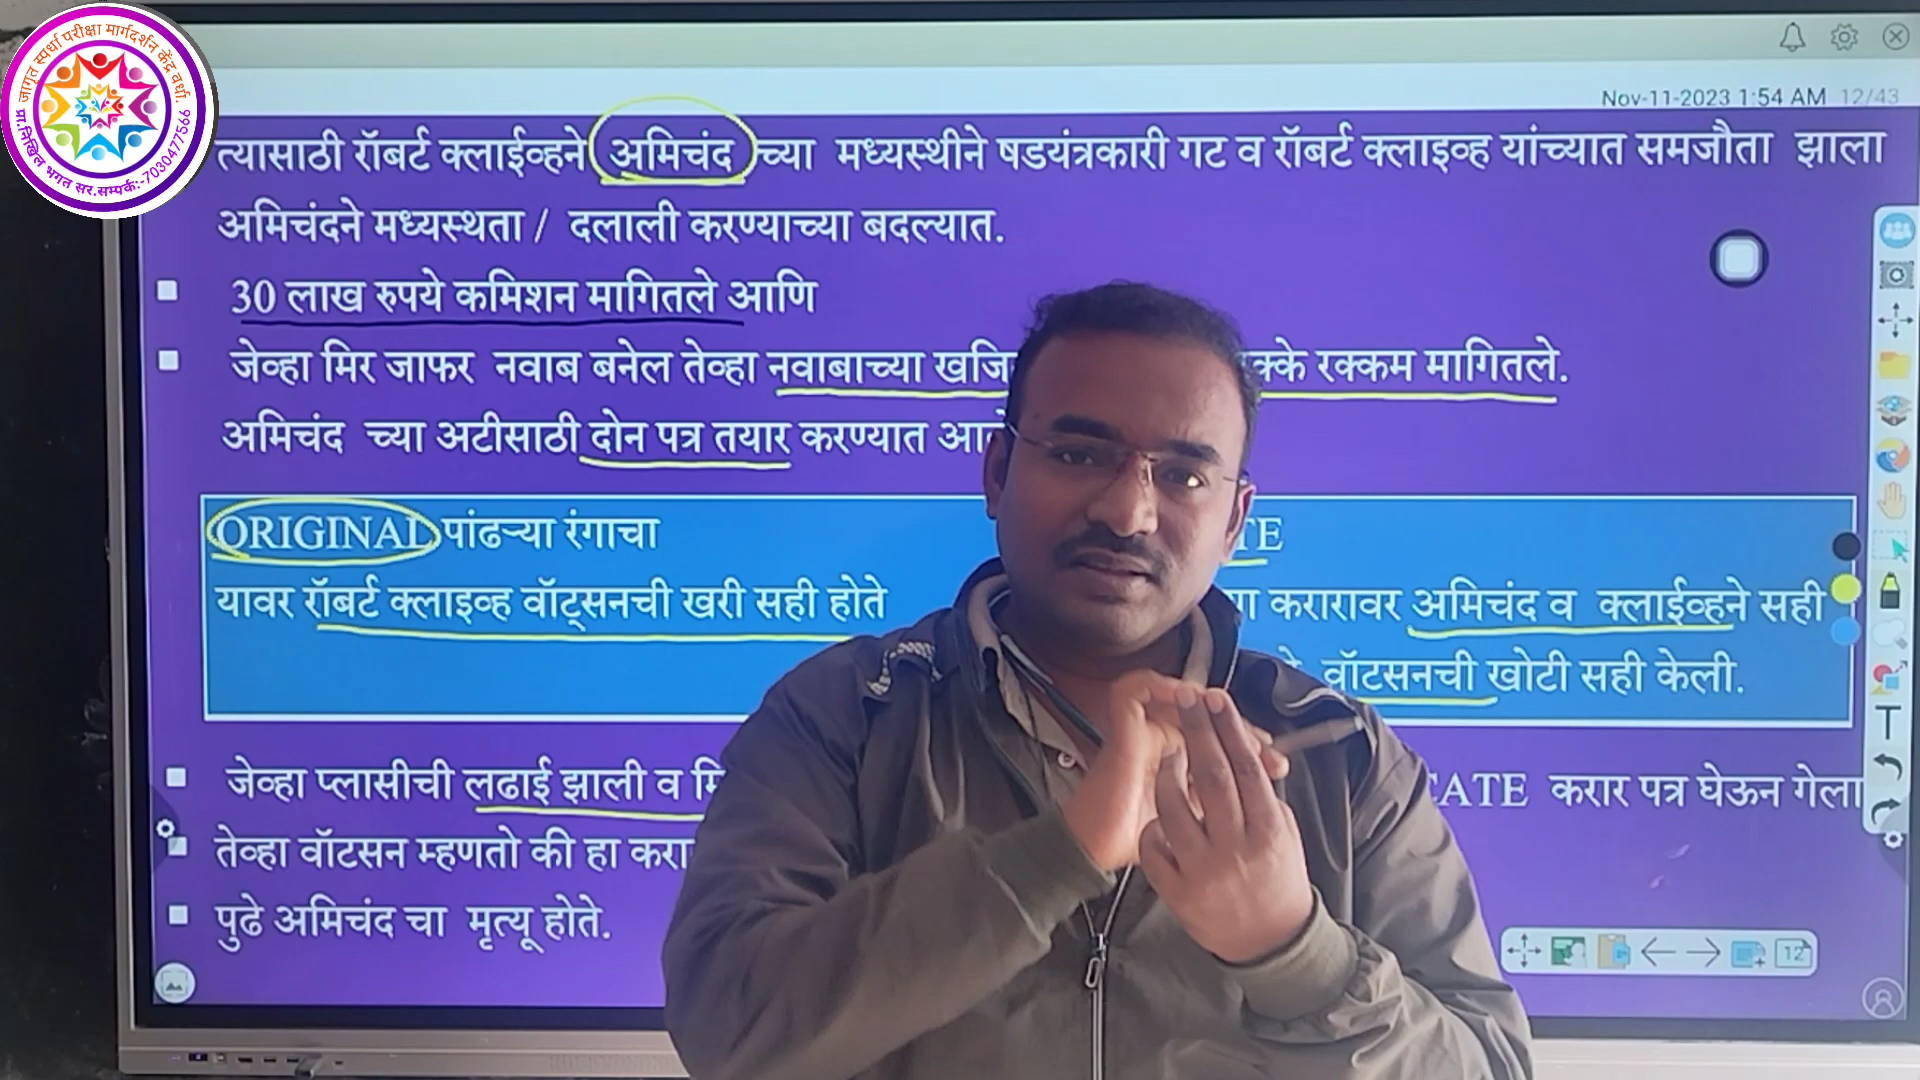 जागृत स्पर्धा परीक्षा मार्गदर्शन केंद्र वर्धा.
प्रा.निखिल भगत सर.सम्पर्क:-7030477566
Nov-11-2023 1:54 AM 12/43
त्यासाठी रॉबर्ट क्लाईव्हने अमिचंद च्या मध्यस्थीने षडयंत्रकारी गट व रॉबर्ट क्लाइव्ह यांच्यात समजौता झाला
अमिचंदने मध्यस्थता / दलाली करण्याच्या बदल्यात.
30 लाख रुपये कमिशन मागितले आणि
जेव्हा मिर जाफर नवाब बनेल तेव्हा नवाबाच्या रक्कम मागितले.
अमिचंद च्या अटीसाठी दोन पत्र तयार करण्यात
ORIGINAL पांढऱ्या रंगाचा
यावर रॉबर्ट क्लाइव्ह वॉट्सनची खरी सही होते
करारावर अमिचंद व क्लाईव्हने सही
वॉटसनची खोटी सही केली.
जेव्हा प्लासीची लढाई झाली व करार पत्र घेऊन गेला
तेव्हा वॉटसन म्हणतो की हा
पुढे अमिचंद चा मृत्यू होते.
12